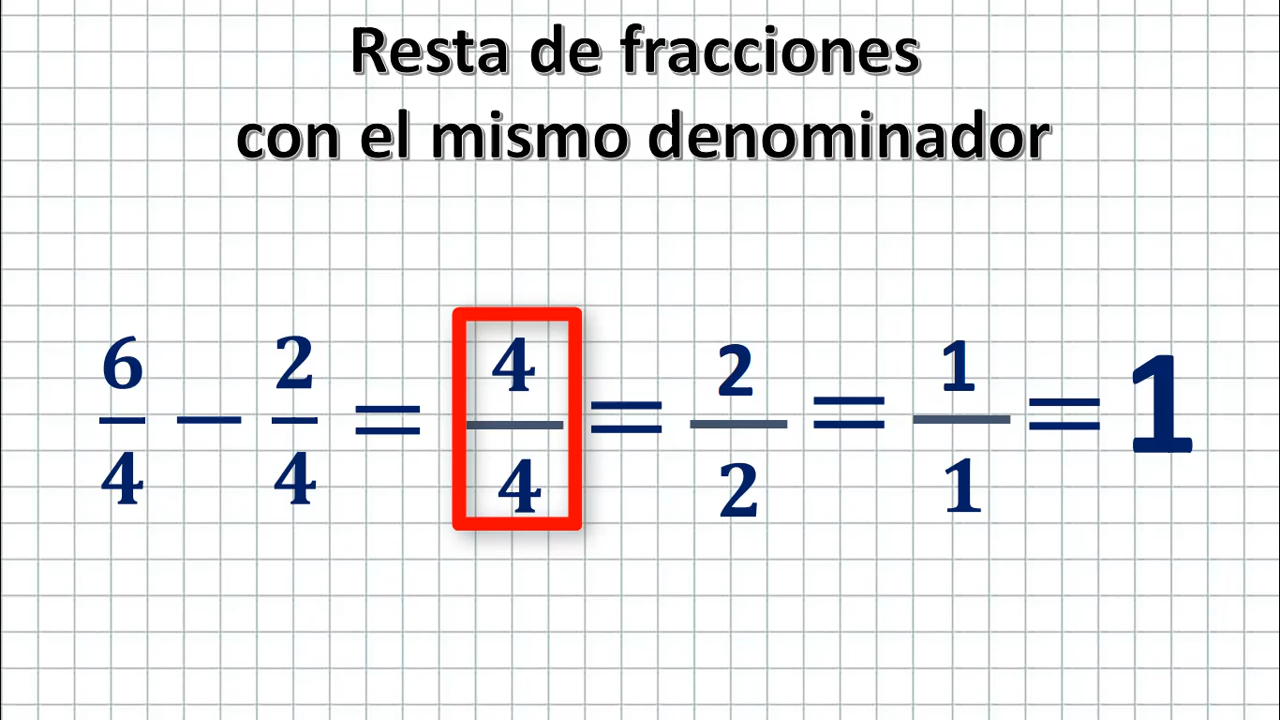 Resta de fracciones
con el mismo denominador
6/4 − 2/4 = 4/4 = 2/2 = 1/1 = 1